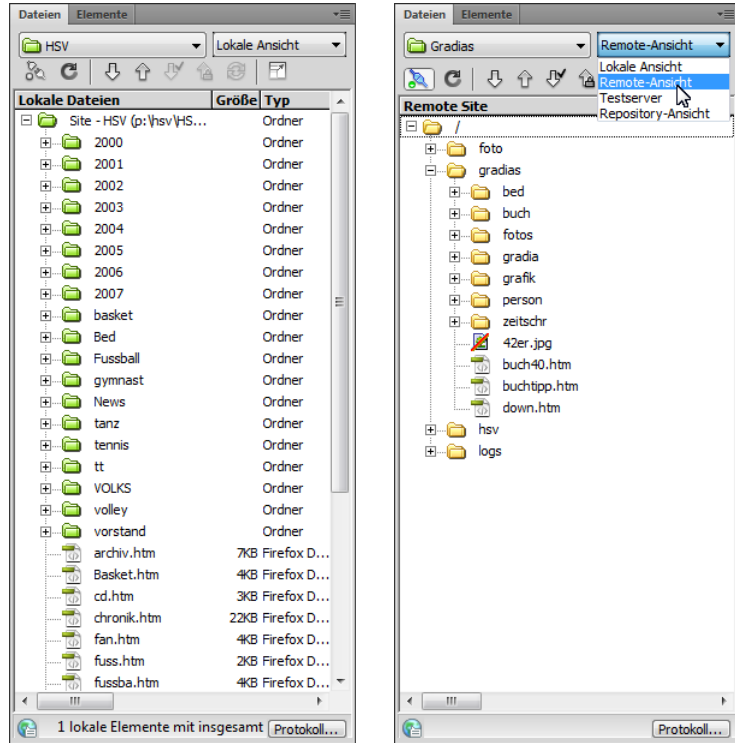 Dateien Elemente
HSV Lokale Ansicht
Lokale Dateien Größe Typ
Site - HSV (p:\hsv\HS... Ordner
2000 Ordner
2001 Ordner
2002 Ordner
2003 Ordner
2004 Ordner
2005 Ordner
2006 Ordner
2007 Ordner
basket Ordner
Bed Ordner
Fussball Ordner
gymnast Ordner
News Ordner
tanz Ordner
tennis Ordner
tt Ordner
VOLKS Ordner
volley Ordner
vorstand Ordner
archiv.htm 7KB Firefox D...
Basket.htm 4KB Firefox D...
cd.htm 3KB Firefox D...
chronik.htm 22KB Firefox D...
fan.htm 4KB Firefox D...
fuss.htm 2KB Firefox D...
fussba.htm 4KB Firefox D...
1 lokale Elemente mit insgesamt Protokoll...
Dateien Elemente
Gradias Remote-Ansicht
Lokale Ansicht
Remote-Ansicht
Testserver
Repository-Ansicht
Remote Site
/
foto
gradias
bed
buch
fotos
gradia
grafik
person
zeitschr
42er.jpg
buch40.htm
buchtipp.htm
down.htm
hsv
logs
Protokoll...